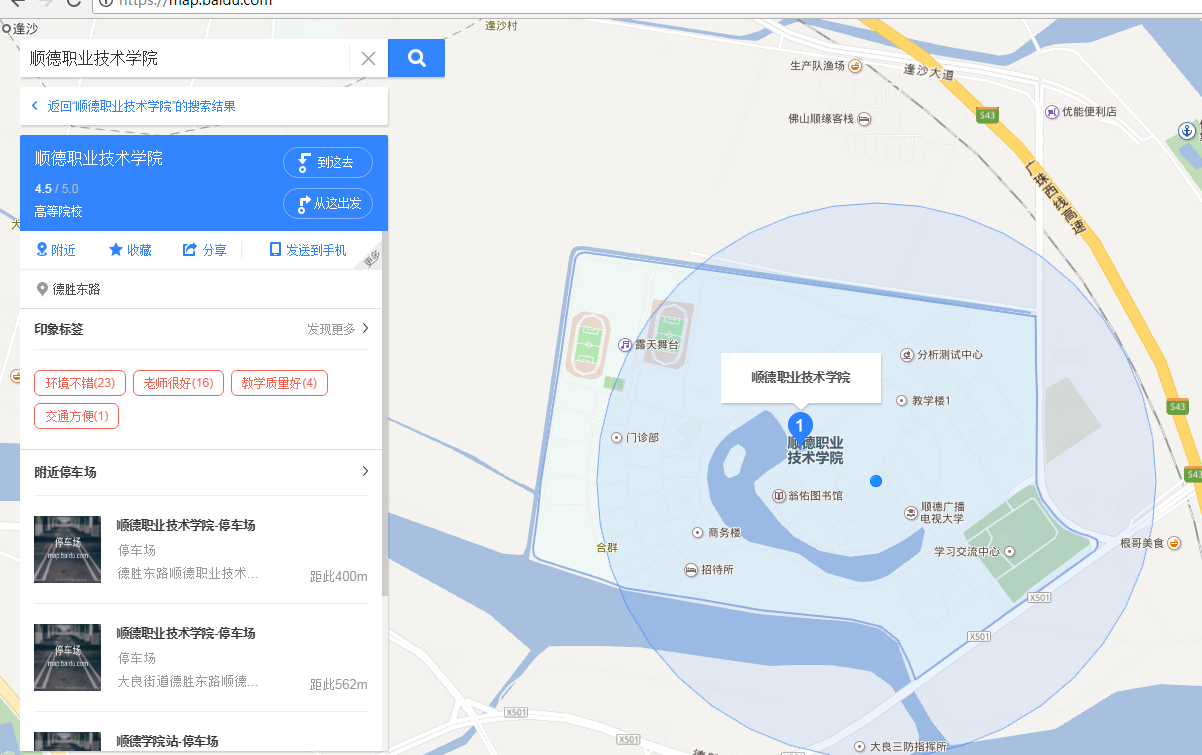 https://map.baidu.com
逢沙
顺德职业技术学院
返回"顺德职业技术学院"的搜索结果
顺德职业技术学院
到这去
4.5 / 5.0
高等院校
从这出发
附近
收藏
分享
发送到手机
更多
德胜东路
印象标签
发现更多
环境不错(23)
老师很好(16)
教学质量好(4)
交通方便(1)
附近停车场
停车场
map.baidu.com
顺德职业技术学院-停车场
停车场
德胜东路顺德职业技术...
距此400m
停车场
map.baidu.com
顺德职业技术学院-停车场
停车场
大良街道德胜东路顺德...
距此562m
顺德学院站-停车场
逢沙村
生产队渔场
逢沙大道
佛山顺缘客栈
S43
优能便利店
广珠西线高速
露天舞台
分析测试中心
顺德职业技术学院
教学楼1
S43
1
门诊部
顺德职业
技术学院
S43
翁佑图书馆
顺德广播
电视大学
商务楼
合群
学习交流中心
根哥美食
招待所
X501
X501
X501
X501
大良三防指挥所